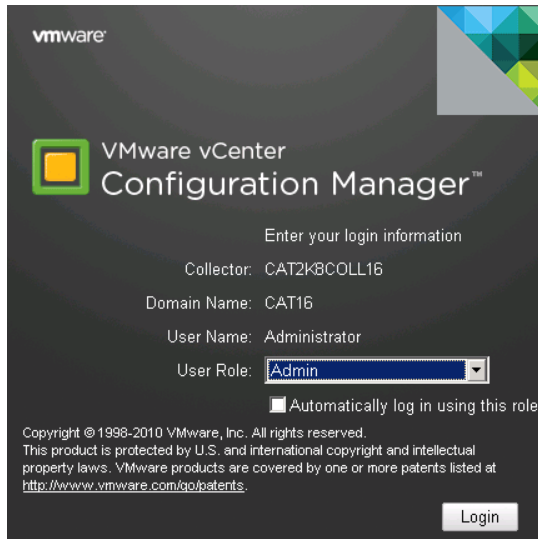 vmware
VMware vCenter
Configuration Manager™
Enter your login information
Collector: CAT2K8COLL16
Domain Name: CAT16
User Name: Administrator
User Role: Admin
Automatically log in using this role
Copyright © 1998-2010 VMware, Inc. All rights reserved.
This product is protected by U.S. and international copyright and intellectual
property laws. VMware products are covered by one or more patents listed at
http://www.vmware.com/go/patents.
Login